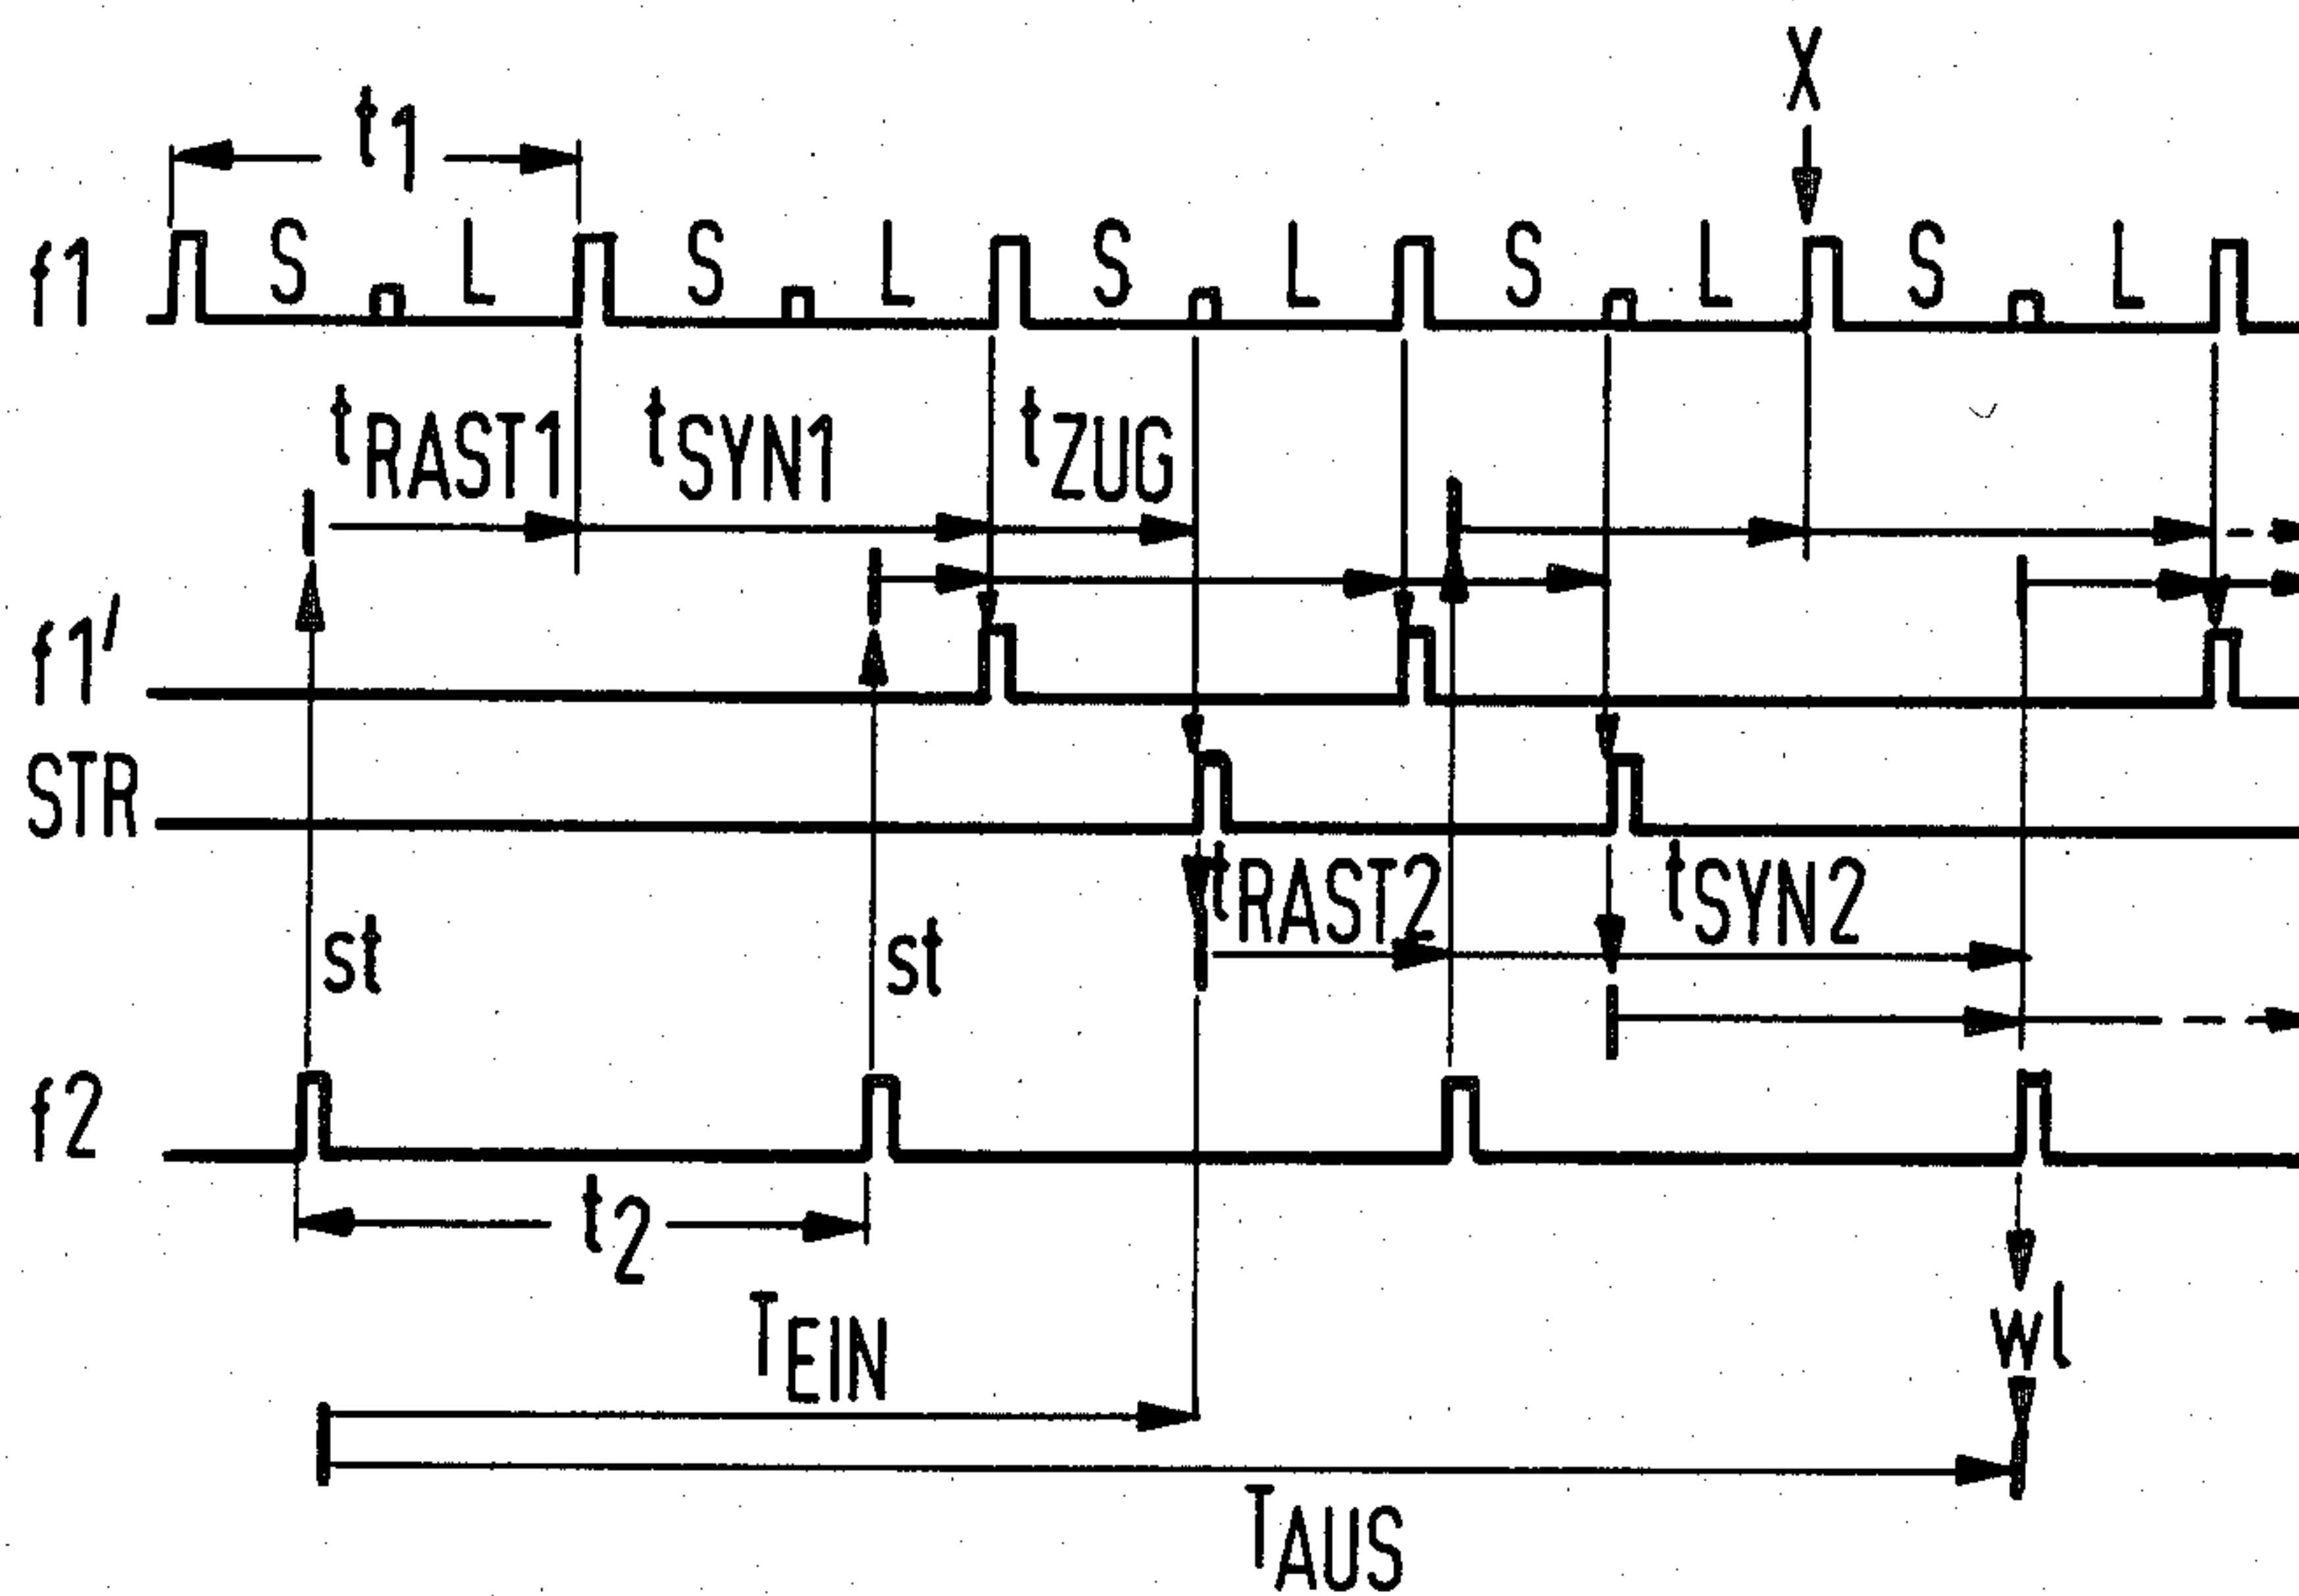 X
t1
f1 S L S L S L S L S L
tRAST1 tSYN1 tZUG
f1'
STR
tRAST2 tSYN2
st st
f2
t2
TEIN
wl
TAUS